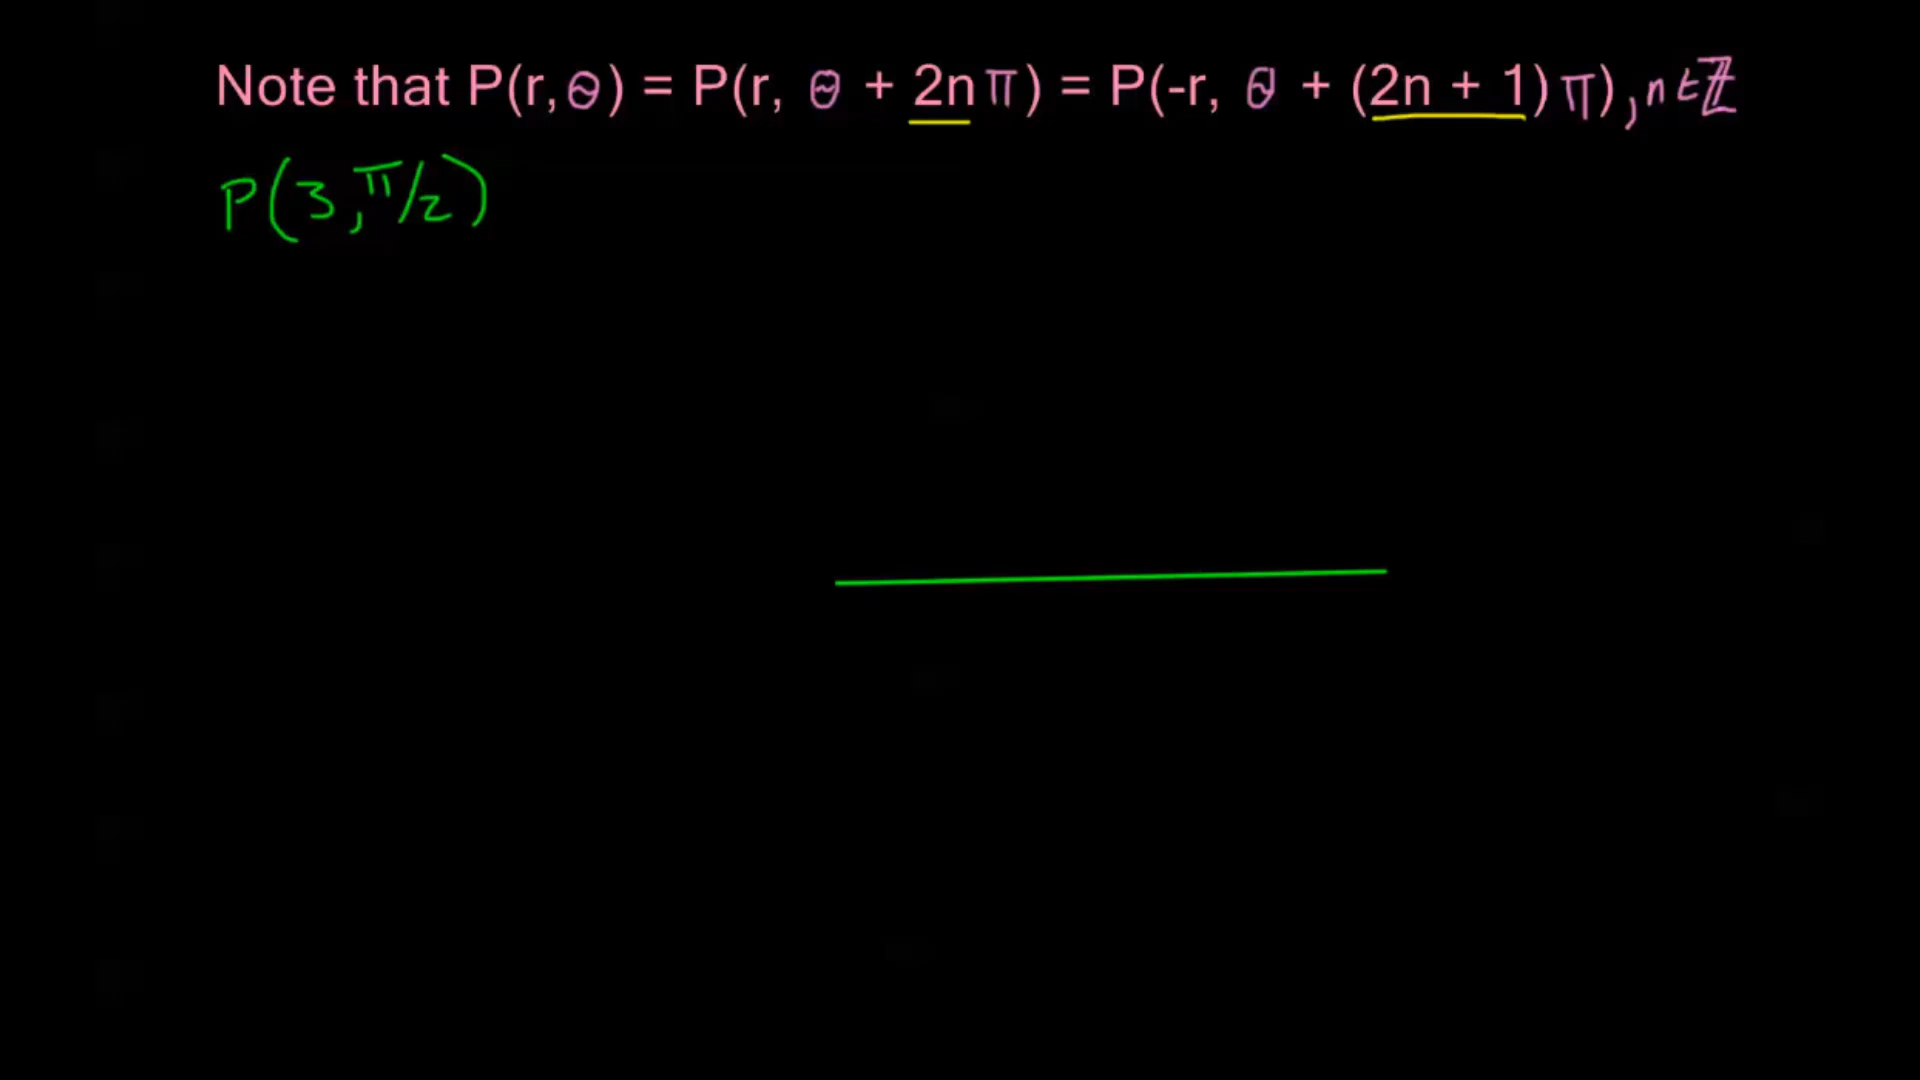 Note that P(r, θ) = P(r, θ + 2nπ) = P(-r, θ + (2n + 1)π), n ∈ ℤ
P(3, π/2)